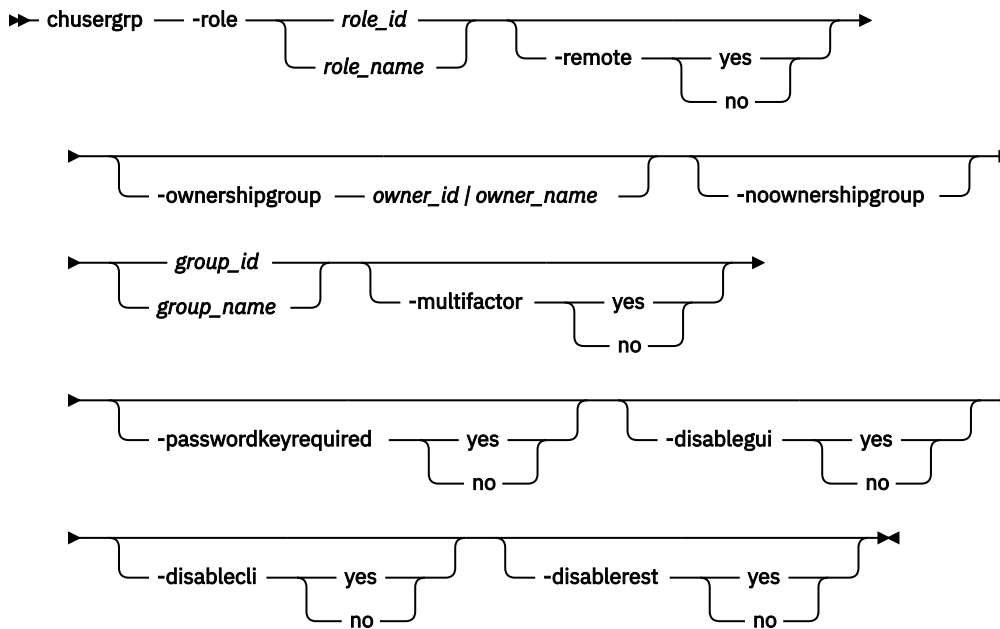 chusergrp -role role_id
role_name
-remote yes
no
-ownershipgroup owner_id / owner_name -noownershipgroup
group_id
group_name
-multifactor yes
no
-passwordkeyrequired yes
no
-disablegui yes
no
-disablecli yes
no
-disablerest yes
no